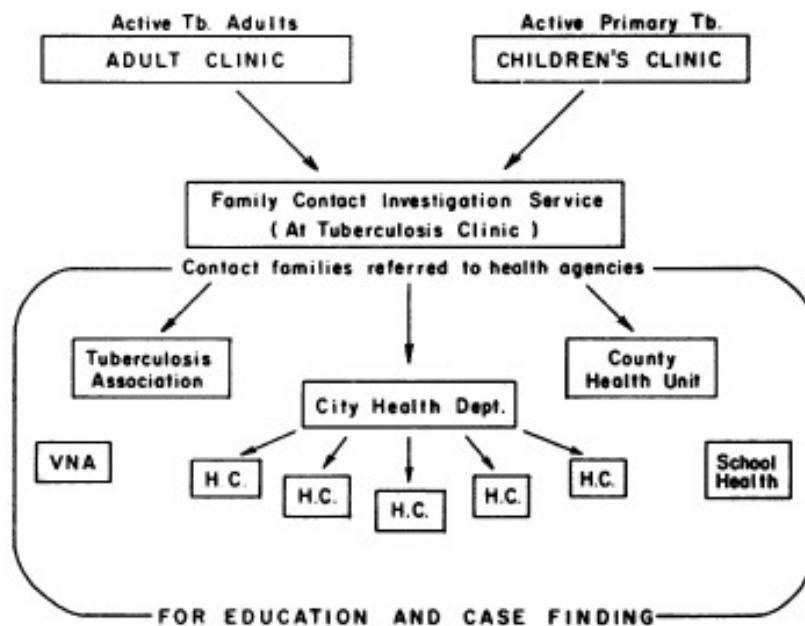 Active Tb. Adults
ADULT CLINIC
Active Primary Tb.
CHILDREN'S CLINIC
Family Contact Investigation Service
( At Tuberculosis Clinic )
Contact families referred to health agencies
Tuberculosis
Association
County
Health Unit
City Health Dept.
VNA
H C.
H.C.
H.C.
H.C.
H.C.
School
Health
FOR EDUCATION AND CASE FINDING